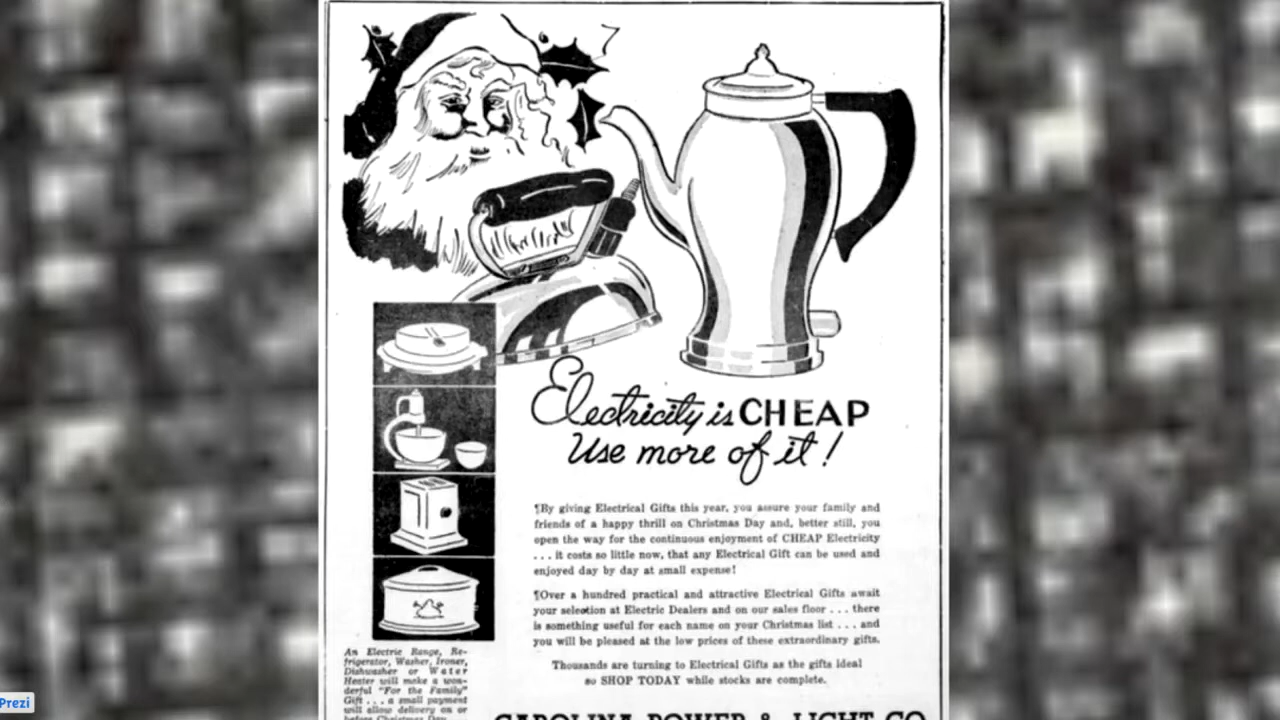 Electricity is CHEAP
Use more of it!
¶By giving Electrical Gifts this year, you assure your family and
friends of a happy thrill on Christmas Day and, better still, you
open the way for the continuous enjoyment of CHEAP Electricity
. . . it costs so little now, that any Electrical Gift can be used and
enjoyed day by day at small expense!
¶Over a hundred practical and attractive Electrical Gifts await
your selection at Electric Dealers and on our sales floor . . . there
is something useful for each name on your Christmas list . . . and
you will be pleased at the low prices of these extraordinary gifts.
Thousands are turning to Electrical Gifts as the gifts ideal
so SHOP TODAY while stocks are complete.
An Electric Range, Re-
frigerator, Washer, Ironer,
Dishwasher or Water
Heater will make a won-
derful "For the Family"
Gift . . . a small payment
will allow delivery on or
before Christmas Day.
CAROLINA POWER & LIGHT CO
Prezi